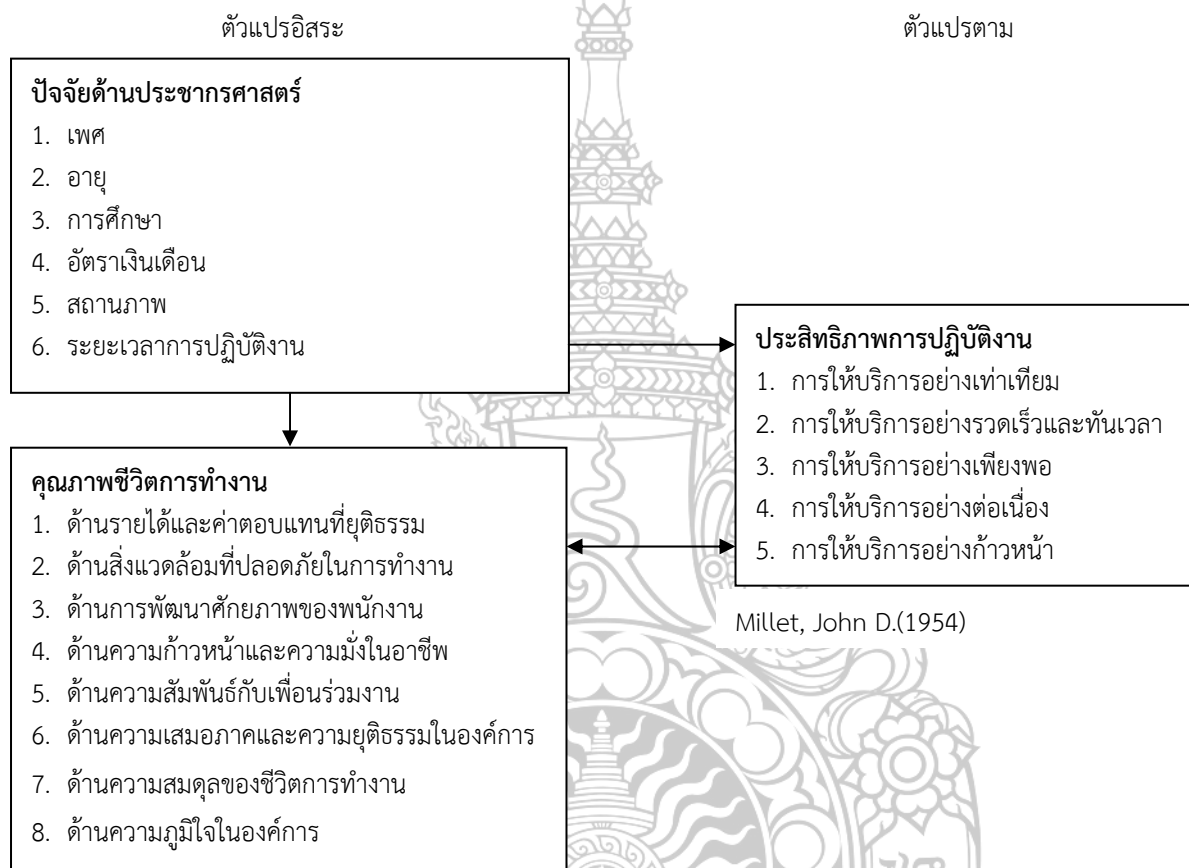 ตัวแปรอิสระ
ตัวแปรตาม
ปัจจัยด้านประชากรศาสตร์
1. เพศ
2. อายุ
3. การศึกษา
4. อัตราเงินเดือน
5. สถานภาพ
6. ระยะเวลาการปฏิบัติงาน
ประสิทธิภาพการปฏิบัติงาน
1. การให้บริการอย่างเท่าเทียม
2. การให้บริการอย่างรวดเร็วและทันเวลา
3. การให้บริการอย่างเพียงพอ
4. การให้บริการอย่างต่อเนื่อง
5. การให้บริการอย่างก้าวหน้า
Millet, John D.(1954)
คุณภาพชีวิตการทำงาน
1. ด้านรายได้และค่าตอบแทนที่ยุติธรรม
2. ด้านสิ่งแวดล้อมที่ปลอดภัยในการทำงาน
3. ด้านการพัฒนาศักยภาพของพนักงาน
4. ด้านความก้าวหน้าและความมั่งในอาชีพ
5. ด้านความสัมพันธ์กับเพื่อนร่วมงาน
6. ด้านความเสมอภาคและความยุติธรรมในองค์การ
7. ด้านความสมดุลของชีวิตการทำงาน
8. ด้านความภูมิใจในองค์การ